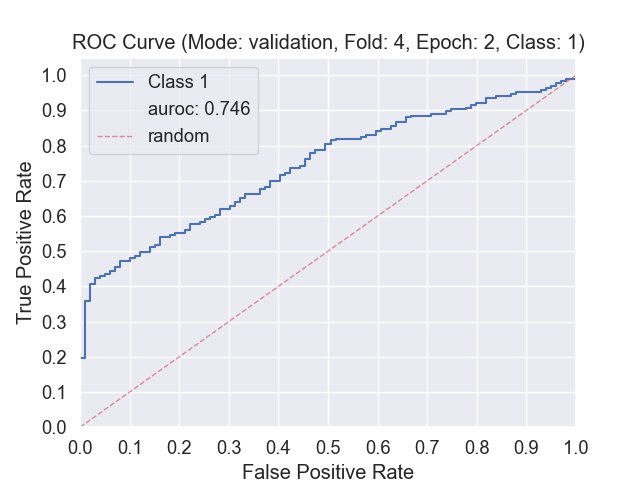 ROC Curve (Mode: validation, Fold: 4, Epoch: 2, Class: 1)
Class 1
auroc: 0.746
random
True Positive Rate
1.0
0.9
0.8
0.7
0.6
0.5
0.4
0.3
0.2
0.1
0.0
0.0 0.1 0.2 0.3 0.4 0.5 0.6 0.7 0.8 0.9 1.0
False Positive Rate